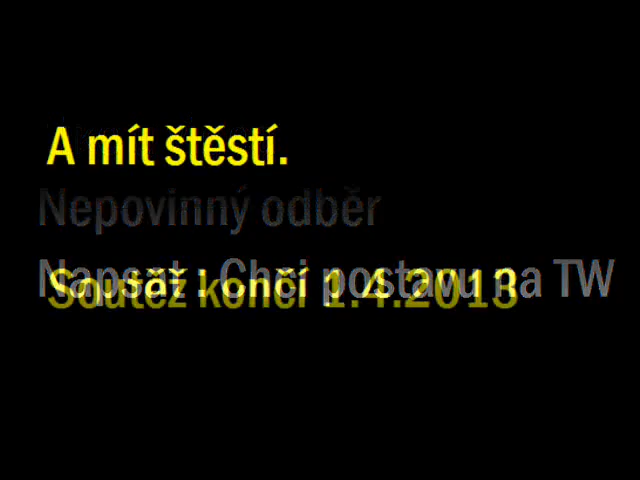 A mít štěstí.
Nepovinný odběr
Napsat : Chci postavu na TW
Soutěž končí 1.4.2013